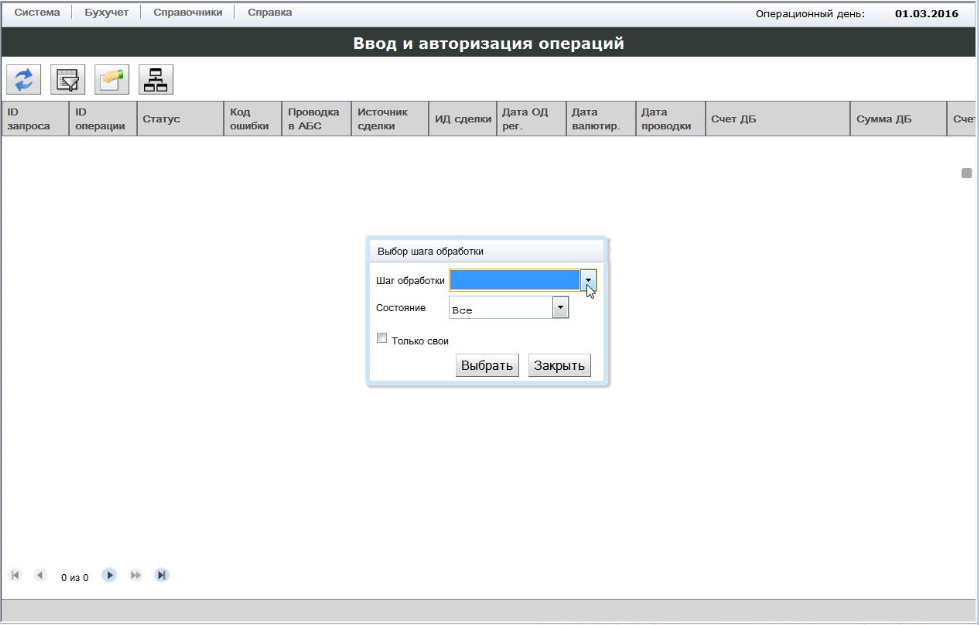 Система Бухучет Справочники Справка Операционный день: 01.03.2016
Ввод и авторизация операций
ID запроса ID операции Статус Код ошибки Проводка в АБС Источник сделки ИД сделки Дата ОД рег. Дата валютир. Дата проводки Счет ДБ Сумма ДБ Сче
Выбор шага обработки
Шаг обработки
Состояние Все
Только свои
Выбрать Закрыть
0 из 0